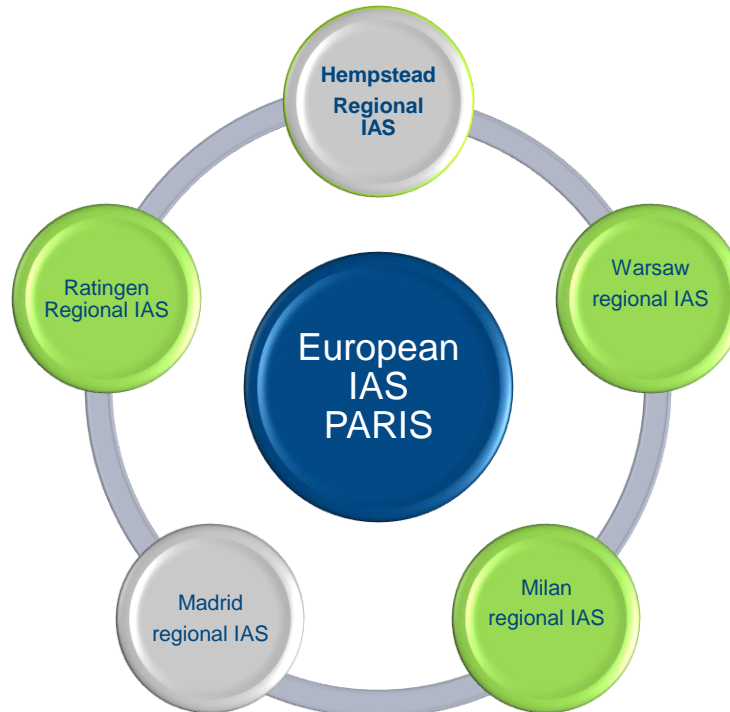 Hempstead
Regional
IAS
Ratingen
Regional IAS
Warsaw
regional IAS
European
IAS
PARIS
Madrid
regional IAS
Milan
regional IAS